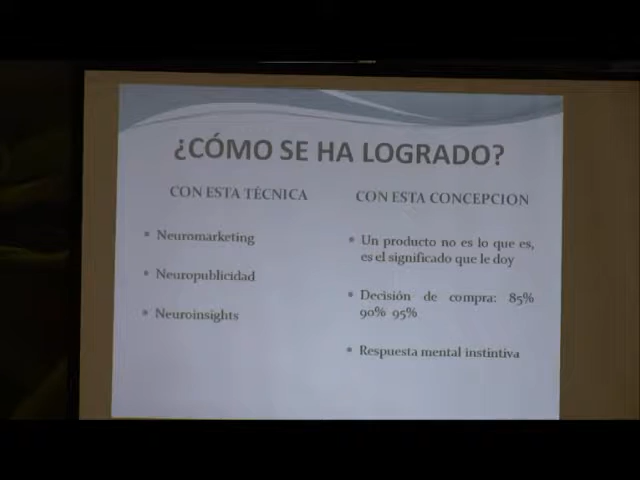 ¿CÓMO SE HA LOGRADO?
CON ESTA TÉCNICA
Neuromarketing
Neuropublicidad
Neuroinsights
CON ESTA CONCEPCION
Un producto no es lo que es,
es el significado que le doy
Decisión de compra: 85%
90% 95%
Respuesta mental instintiva